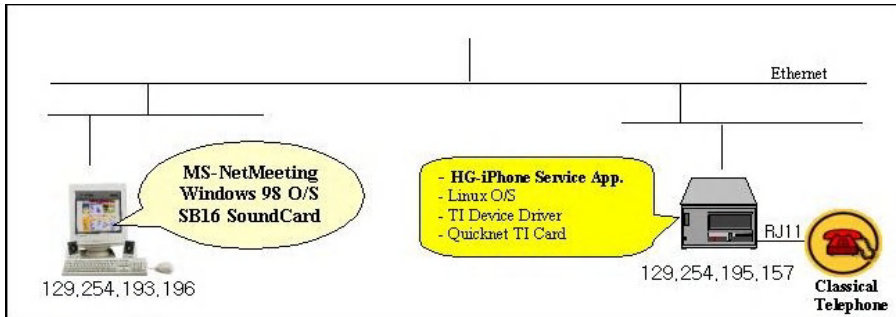 Ethernet
MS-NetMeeting
Windows 98 O/S
SB16 SoundCard
- HG-iPhone Service App.
- Linux O/S
- TI Device Driver
- Quicknet TI Card
RJ11
129,254,193,196
129,254,195,157
Classical
Telephone